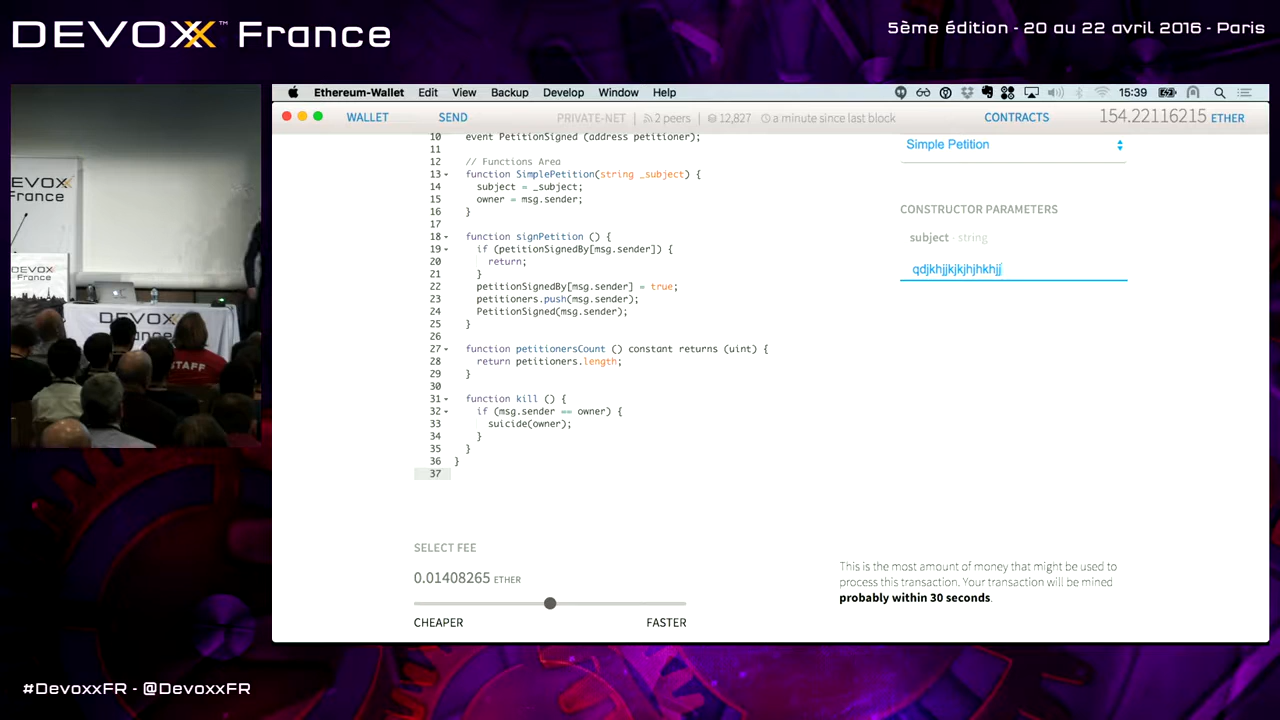 DEVOXX™ France
5ème édition - 20 au 22 avril 2016 - Paris
Ethereum-Wallet Edit View Develop Backup Window Help 15:39
WALLET SEND PRIVATE-NET 2 peers 12,827 a minute since last block CONTRACTS 154.22116215 ETHER
10 event PetitionSigned (address petitioner);
11
12 // Functions Area
13 function SimplePetition(string _subject) {
14 subject = _subject;
15 owner = msg.sender;
16 }
17
18 function signPetition () {
19 if (petitionSignedBy[msg.sender]) {
20 return;
21 }
22 petitionSignedBy[msg.sender] = true;
23 petitioners.push(msg.sender);
24 PetitionSigned(msg.sender);
25 }
26
27 function petitionersCount () constant returns (uint) {
28 return petitioners.length;
29 }
30
31 function kill () {
32 if (msg.sender == owner) {
33 suicide(owner);
34 }
35 }
36 }
37
Simple Petition
CONSTRUCTOR PARAMETERS
subject - string
qdjkhjjkjkjhjhkhjj
SELECT FEE
0.01408265 ETHER
CHEAPER FASTER
This is the most amount of money that might be used to
process this transaction. Your transaction will be mined
probably within 30 seconds.
DEVOX
France
DEVOX
France
DEVOX
France
STAFF
#DevoxxFR - @DevoxxFR